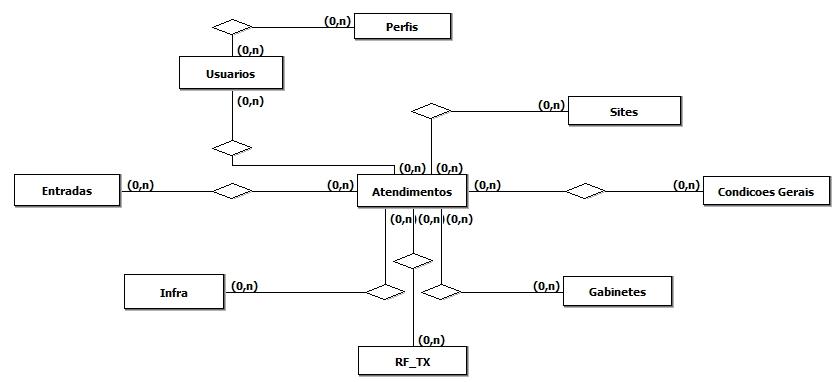 (0,n)
Perfis
(0,n)
Usuarios
(0,n)
(0,n)
Sites
(0,n)
(0,n)
Entradas
(0,n)
(0,n)
Atendimentos
(0,n)
(0,n)
Condicoes Gerais
(0,n)
(0,n)
(0,n)
Infra
(0,n)
(0,n)
Gabinetes
(0,n)
RF_TX